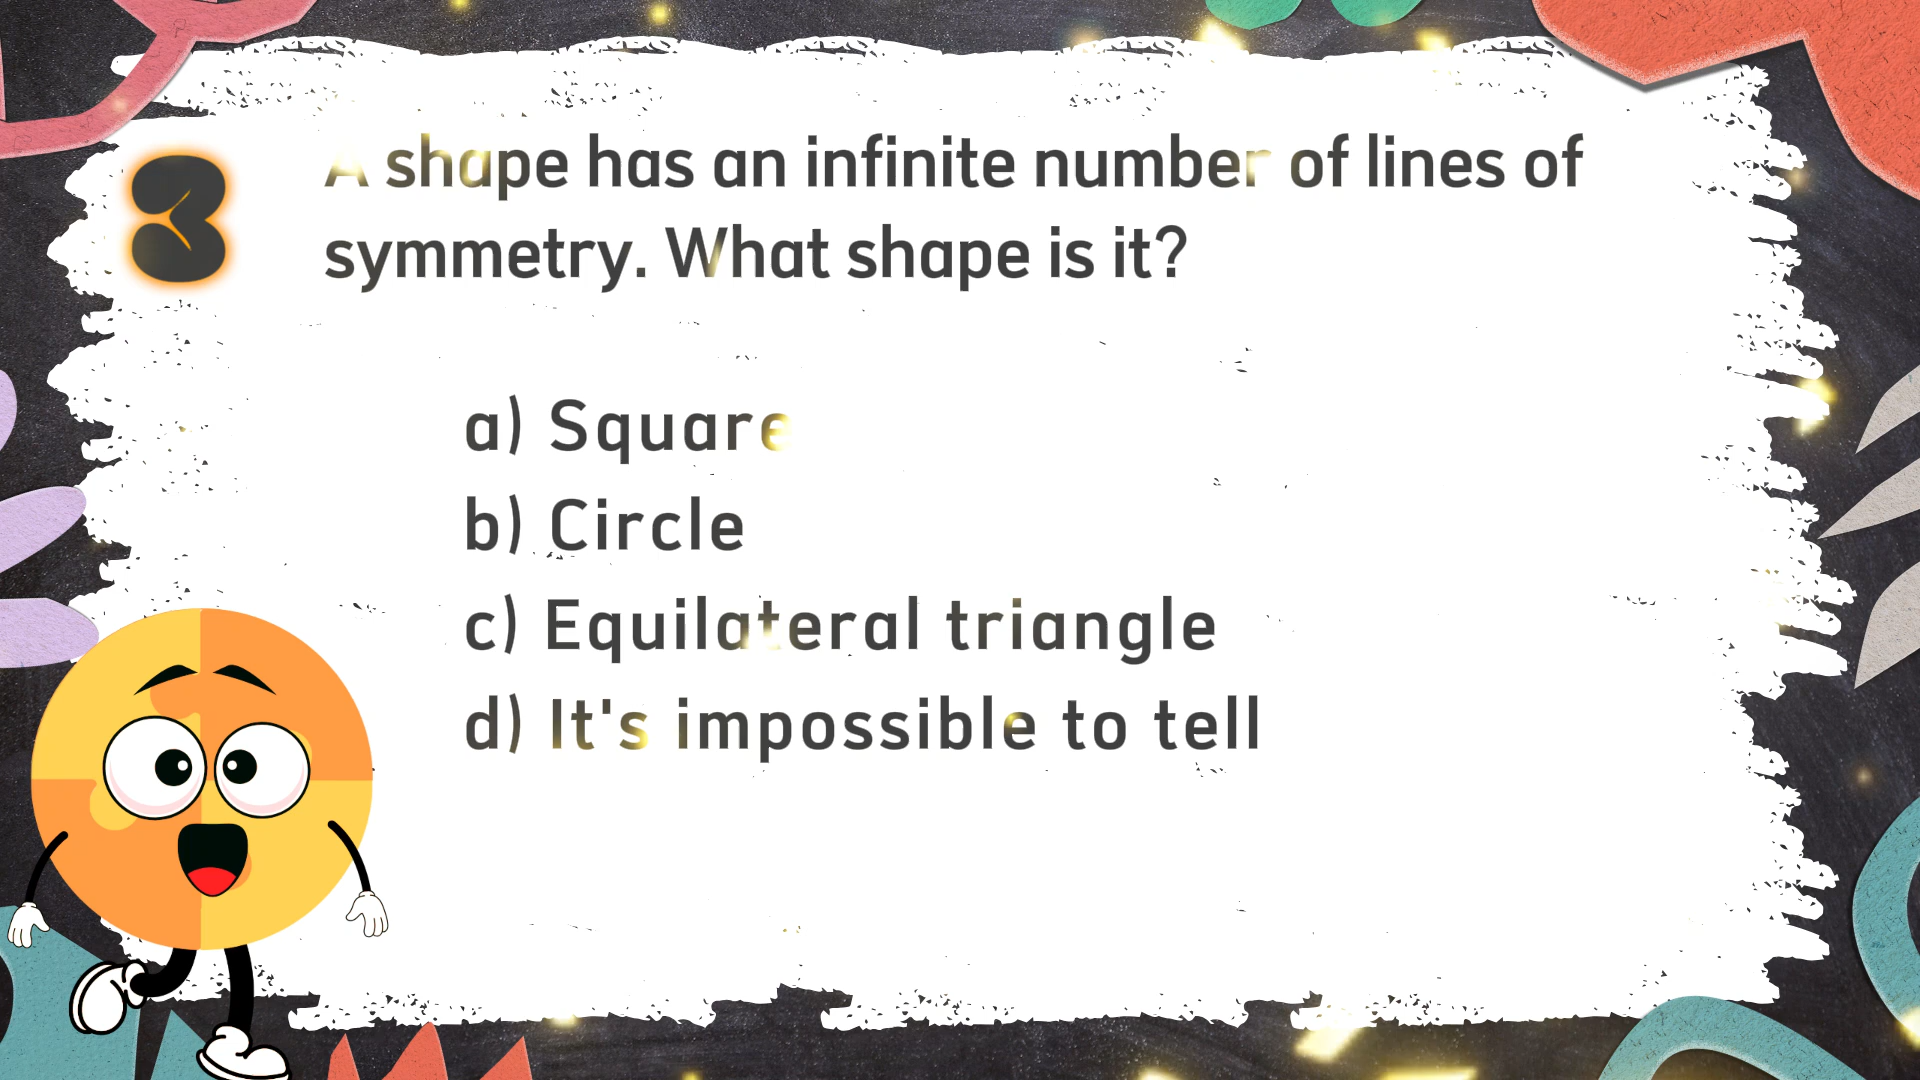 3
A shape has an infinite number of lines of
symmetry. What shape is it?
a) Square
b) Circle
c) Equilateral triangle
d) It's impossible to tell